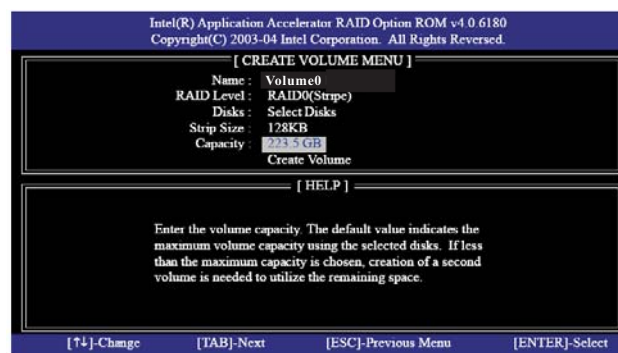 Intel(R) Application Accelerator RAID Option ROM v4.0.6180
Copyright(C) 2003-04 Intel Corporation. All Rights Reversed.
[ CREATE VOLUME MENU ]
Name : Volume0
RAID Level : RAID0(Stripe)
Disks : Select Disks
Strip Size : 128KB
Capacity : 223.5 GB
Create Volume
[ HELP ]
Enter the volume capacity. The default value indicates the
maximum volume capacity using the selected disks. If less
than the maximum capacity is chosen, creation of a second
volume is needed to utilize the remaining space.
[↑↓]-Change [TAB]-Next [ESC]-Previous Menu [ENTER]-Select